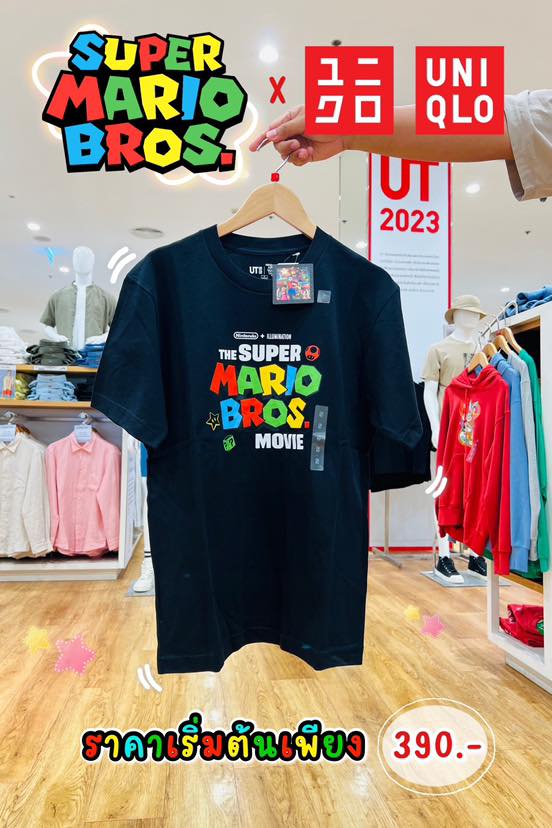 SUPER
MARIO
BROS.
x
ユニ
クロ
UNI
QLO
UT
2023
UT
Nintendo + ILLUMINATION
THE SUPER
MARIO
BROS.
MOVIE
ราคาเริ่มต้นเพียง 390.-